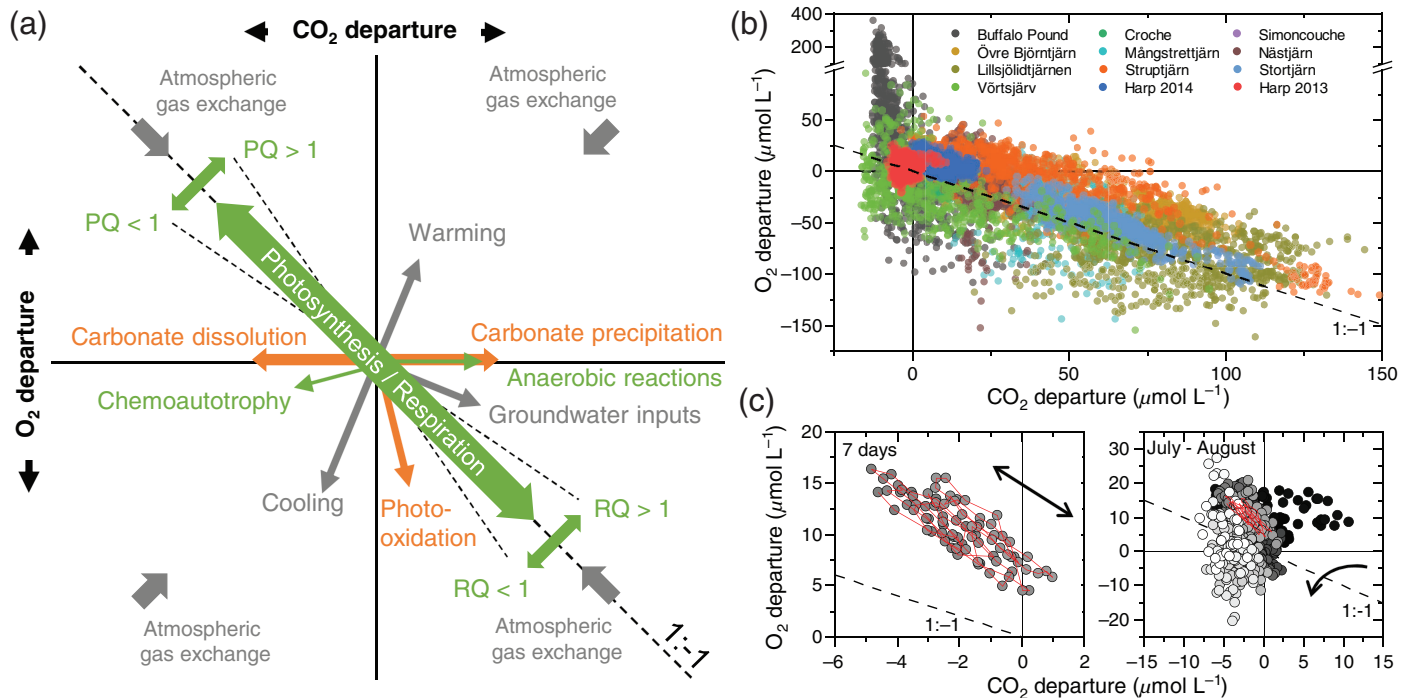 (a)
CO₂ departure
Atmospheric
gas exchange
Atmospheric
gas exchange
PQ > 1
PQ < 1
Warming
O₂ departure
Photosynthesis / Respiration
Carbonate dissolution
Carbonate precipitation
Anaerobic reactions
Chemoautotrophy
Groundwater inputs
Cooling
Photo-
oxidation
RQ > 1
RQ < 1
Atmospheric
gas exchange
Atmospheric
gas exchange
1:-1
(b)
O₂ departure (μmol L⁻¹)
400
300
200
50
0
−50
−100
−150
Buffalo Pound
Croche
Simoncouche
Övre Björntjärn
Mångstrettjärn
Nästjärn
Lillsjölidtjärnen
Struptjärn
Stortjärn
Võrtsjärv
Harp 2014
Harp 2013
1:−1
0
50
100
150
CO₂ departure (μmol L⁻¹)
(c)
O₂ departure (μmol L⁻¹)
20
15
10
5
0
7 days
1:−1
−6
−4
−2
0
2
30
20
10
0
−10
−20
July - August
1:-1
−15
−10
−5
0
5
10
15
CO₂ departure (μmol L⁻¹)